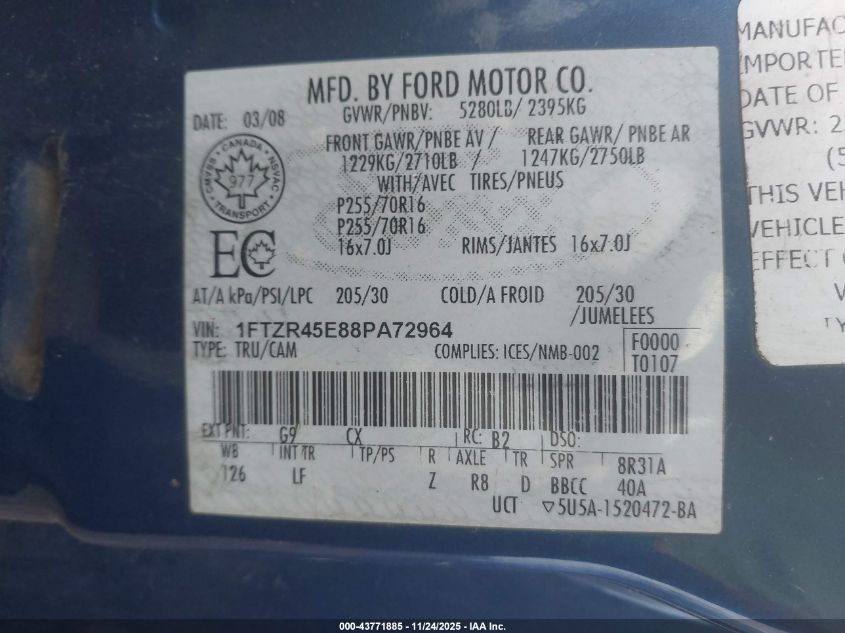 MFD. BY FORD MOTOR CO.
DATE: 03/08
GVWR/PNBV: 5280LB/ 2395KG
FRONT GAWR/PNBE AV / REAR GAWR/ PNBE AR
1229KG/2710LB / 1247KG/2750LB
WITH/AVEC TIRES/PNEUS
P255/70R16
P255/70R16
16x7.0J RIMS/JANTES 16x7.0J
CANADA
CMVSS NSVAC
977
TRANSPORT
EC
AT/A kPa/PSI/LPC 205/30 COLD/A FROID 205/30
/JUMELEES
VIN: 1FTZR45E88PA72964
TYPE: TRU/CAM COMPLIES: ICES/NMB-002
F0000
T0107
EXT PNT: G9 CX RC: B2 DSO:
WB INT TR TP/PS R AXLE TR SPR 8R31A
126 LF Z R8 D BBCC 40A
UCT ▽5U5A-1520472-BA
MANUFAC
IMPORTE
DATE OF
GVWR: 2
(5
THIS VEH
VEHICLE
EFFECT
V
000-43771885 - 11/24/2025 - IAA Inc.